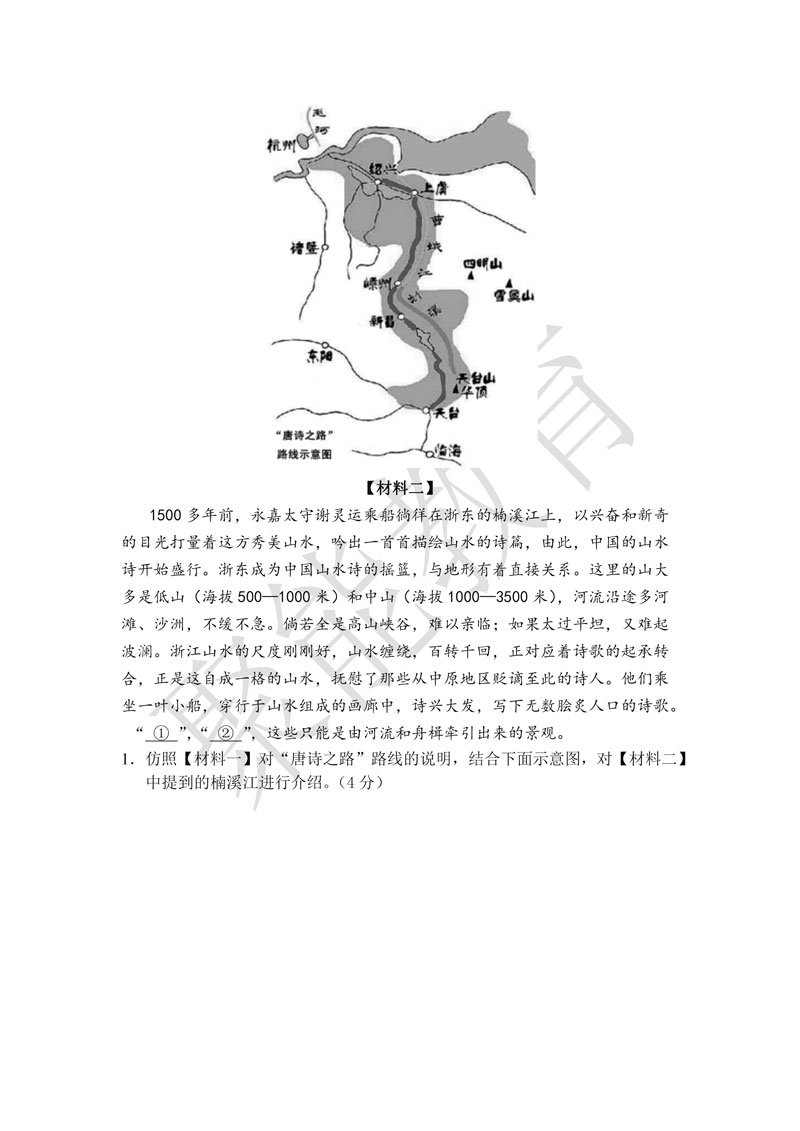 运
河
杭州
绍兴
上虞
曹
娥
江
诸暨
四明山
雪窦山
嵊州
剡
溪
新昌
东阳
天台山
华顶
天台
临海
“唐诗之路”
路线示意图
【材料二】
1500 多年前，永嘉太守谢灵运乘船徜徉在浙东的楠溪江上，以兴奋和新奇
的目光打量着这方秀美山水，吟出一首首描绘山水的诗篇，由此，中国的山水
诗开始盛行。浙东成为中国山水诗的摇篮，与地形有着直接关系。这里的山大
多是低山（海拔 500—1000 米）和中山（海拔 1000—3500 米），河流沿途多河
滩、沙洲，不缓不急。倘若全是高山峡谷，难以亲临；如果太过平坦，又难起
波澜。浙江山水的尺度刚刚好，山水缠绕，百转千回，正对应着诗歌的起承转
合，正是这自成一格的山水，抚慰了那些从中原地区贬谪至此的诗人。他们乘
坐一叶小船，穿行于山水组成的画廊中，诗兴大发，写下无数脍炙人口的诗歌。
“ ① ”，“ ② ”，这些只能是由河流和舟楫牵引出来的景观。
1．仿照【材料一】对“唐诗之路”路线的说明，结合下面示意图，对【材料二】
中提到的楠溪江进行介绍。（4 分）
聚能教育